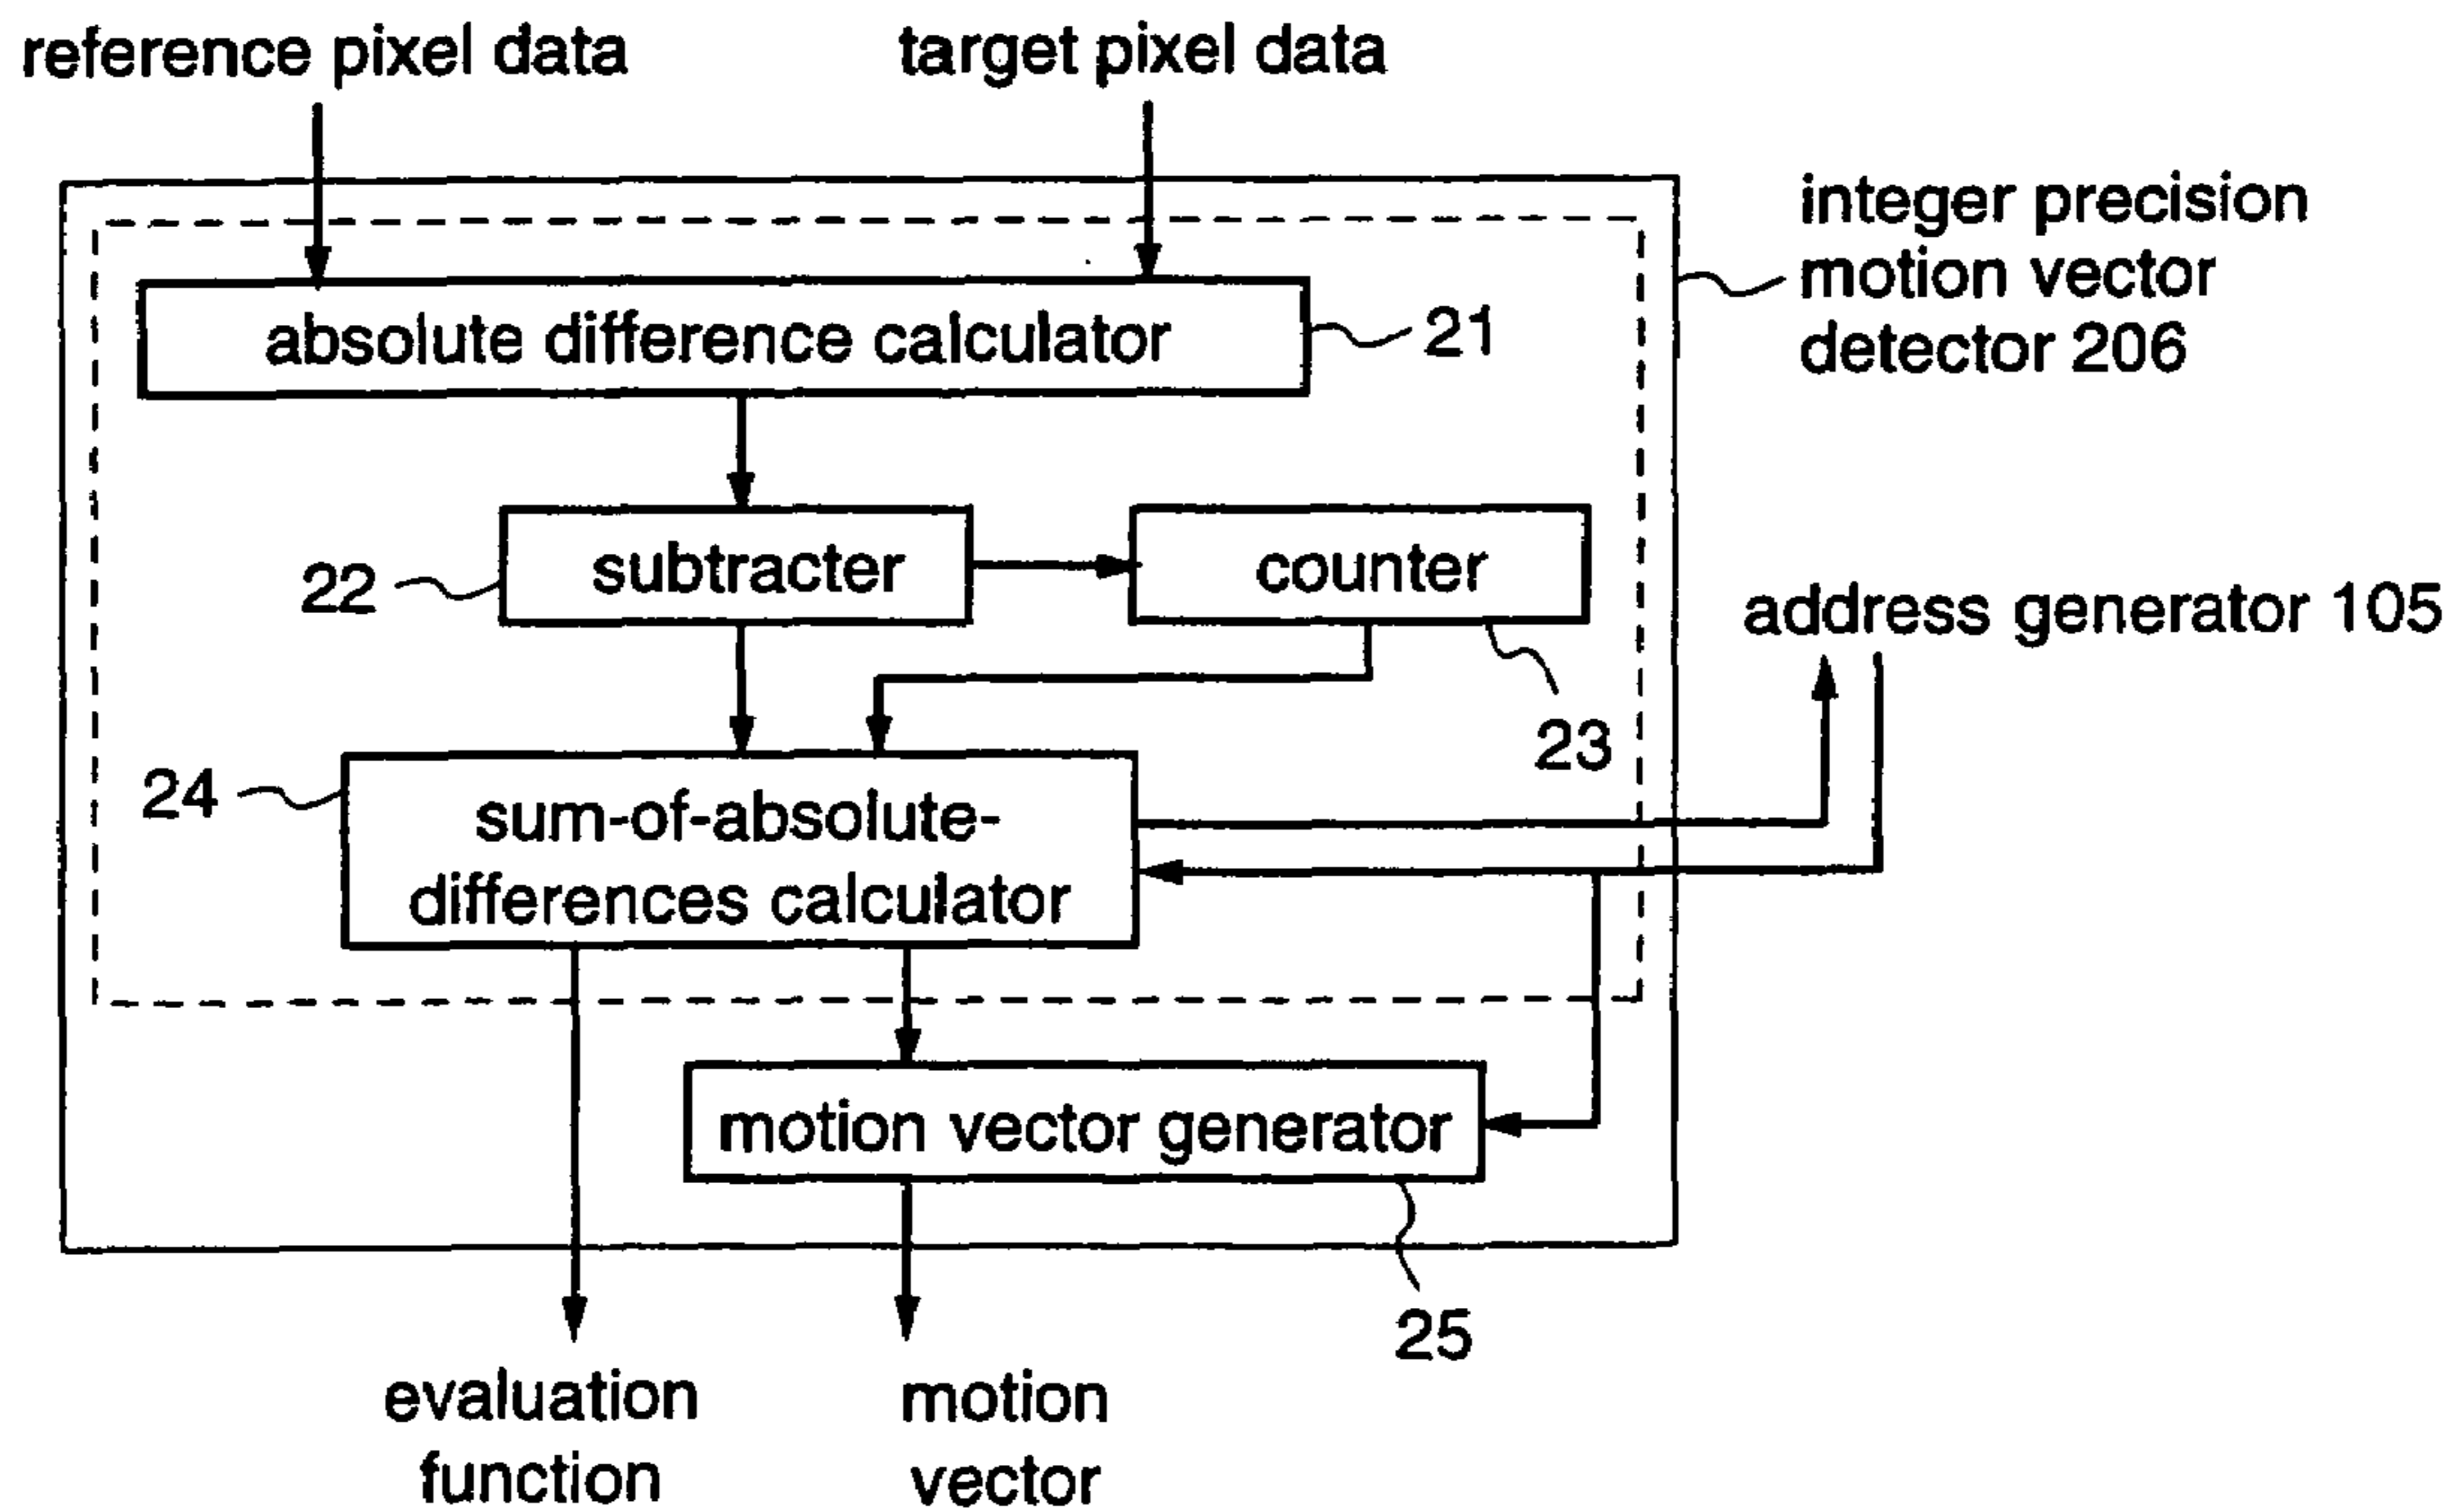 reference pixel data
target pixel data
integer precision
motion vector
detector 206
absolute difference calculator
21
subtracter
counter
22
address generator 105
23
24
sum-of-absolute-
differences calculator
motion vector generator
25
evaluation
function
motion
vector